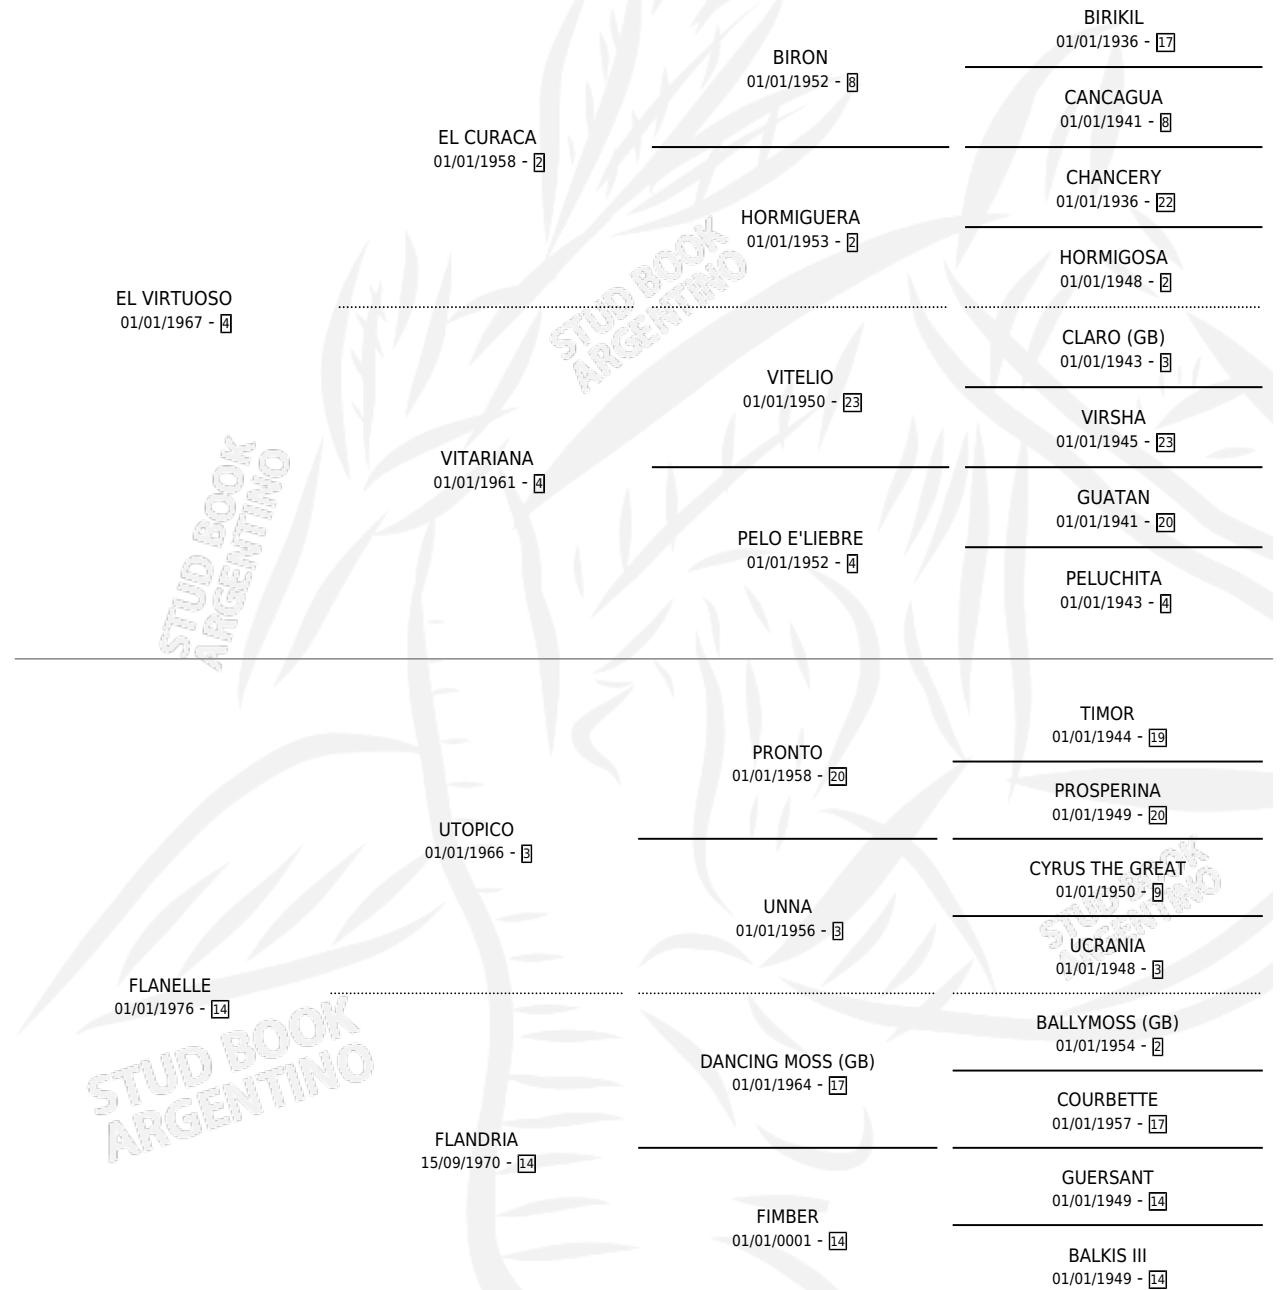 BIRIKIL
01/01/1936 - 17
BIRON
01/01/1952 - 8
CANCAGUA
01/01/1941 - 8
EL CURACA
01/01/1958 - 2
CHANCERY
01/01/1936 - 22
HORMIGUERA
01/01/1953 - 2
HORMIGOSA
01/01/1948 - 2
EL VIRTUOSO
01/01/1967 - 4
CLARO (GB)
01/01/1943 - 3
VITELIO
01/01/1950 - 23
VIRSHA
01/01/1945 - 23
VITARIANA
01/01/1961 - 4
GUATAN
01/01/1941 - 20
PELO E'LIEBRE
01/01/1952 - 4
PELUCHITA
01/01/1943 - 4
TIMOR
01/01/1944 - 19
PRONTO
01/01/1958 - 20
PROSPERINA
01/01/1949 - 20
UTOPICO
01/01/1966 - 3
CYRUS THE GREAT
01/01/1950 - 9
UNNA
01/01/1956 - 3
UCRANIA
01/01/1948 - 3
FLANELLE
01/01/1976 - 14
BALLYMOSS (GB)
01/01/1954 - 2
DANCING MOSS (GB)
01/01/1964 - 17
COURBETTE
01/01/1957 - 17
FLANDRIA
15/09/1970 - 14
GUERSANT
01/01/1949 - 14
FIMBER
01/01/0001 - 14
BALKIS III
01/01/1949 - 14
STUD BOOK
ARGENTINO
STUD BOOK
ARGENTINO
STUD BOOK
ARGENTINO
STUD BOOK
ARGENTINO